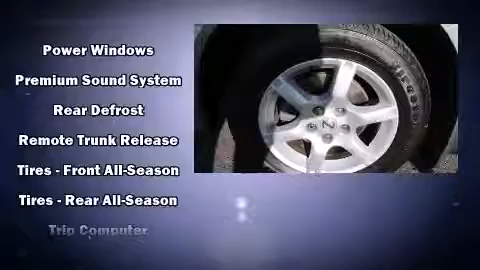 Power Windows
Premium Sound System
Rear Defrost
Remote Trunk Release
Tires - Front All-Season
Tires - Rear All-Season
Trip Computer